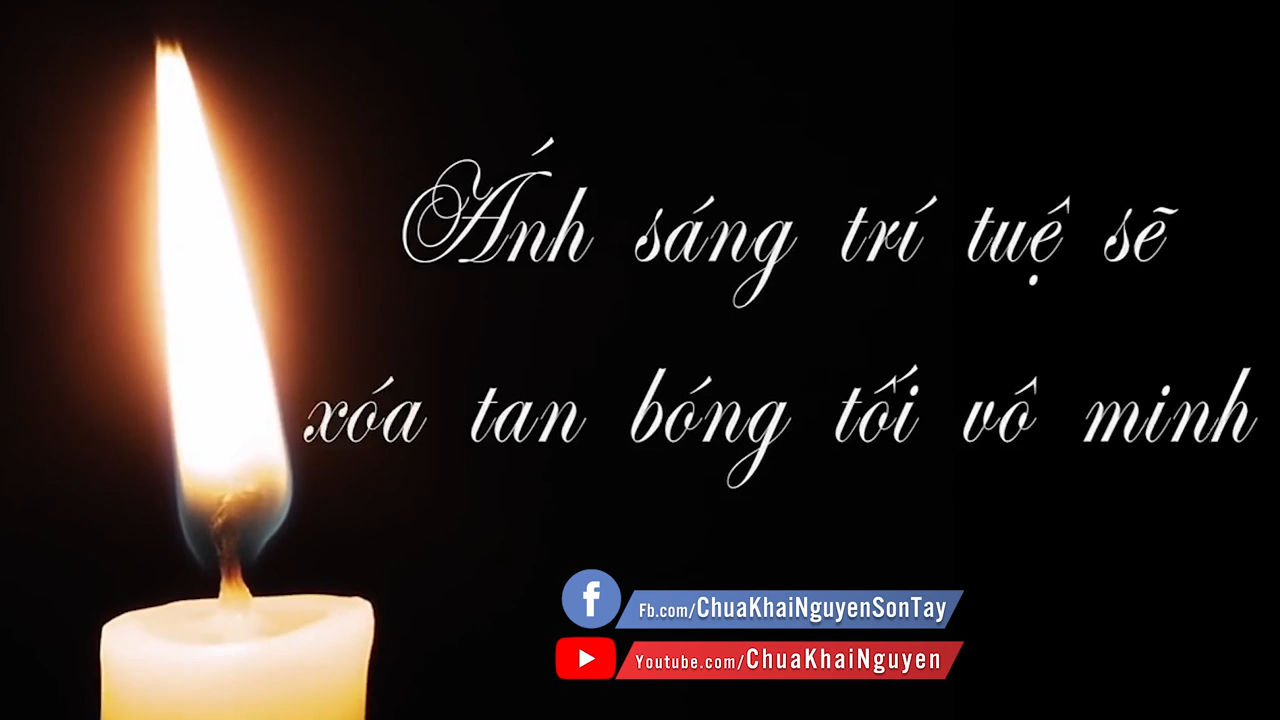 Ánh sáng trí tuệ sẽ
xóa tan bóng tối vô minh
Fb.com/ChuaKhaiNguyenSonTay
Youtube.com/ChuaKhaiNguyen